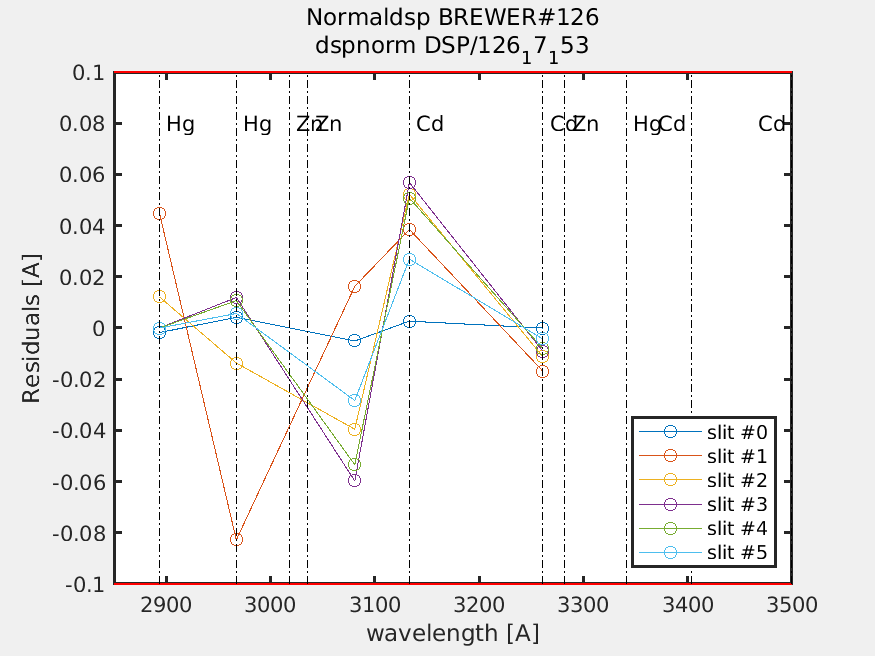 Normaldsp BREWER#126
dspnorm DSP/126₁7₁53
0.1
0.08
0.06
0.04
0.02
0
-0.02
-0.04
-0.06
-0.08
-0.1
Residuals [A]
Hg Hg Zn Zn Cd Cd Zn Hg Cd Cd
slit #0
slit #1
slit #2
slit #3
slit #4
slit #5
2900 3000 3100 3200 3300 3400 3500
wavelength [A]